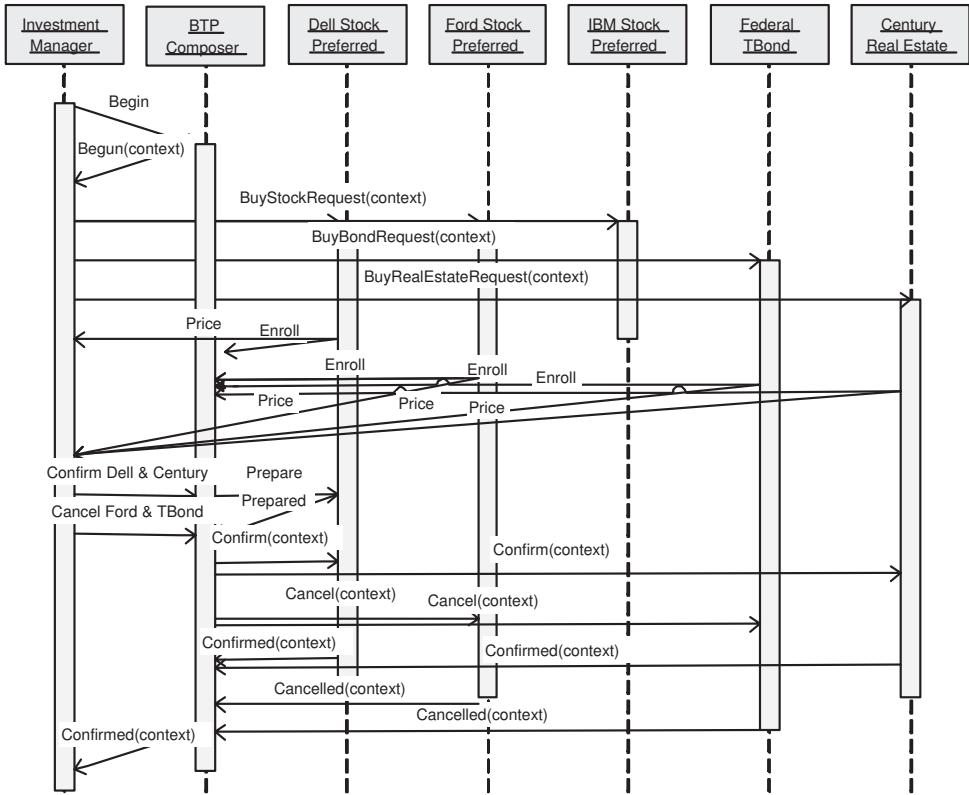 Investment
Manager
BTP
Composer
Dell Stock
Preferred
Ford Stock
Preferred
IBM Stock
Preferred
Federal
TBond
Century
Real Estate
Begin
Begun(context)
BuyStockRequest(context)
BuyBondRequest(context)
BuyRealEstateRequest(context)
Price
Enroll
Enroll
Enroll
Enroll
Price
Price
Price
Confirm Dell & Century
Prepare
Prepared
Cancel Ford & TBond
Confirm(context)
Confirm(context)
Cancel(context)
Cancel(context)
Confirmed(context)
Confirmed(context)
Cancelled(context)
Cancelled(context)
Confirmed(context)